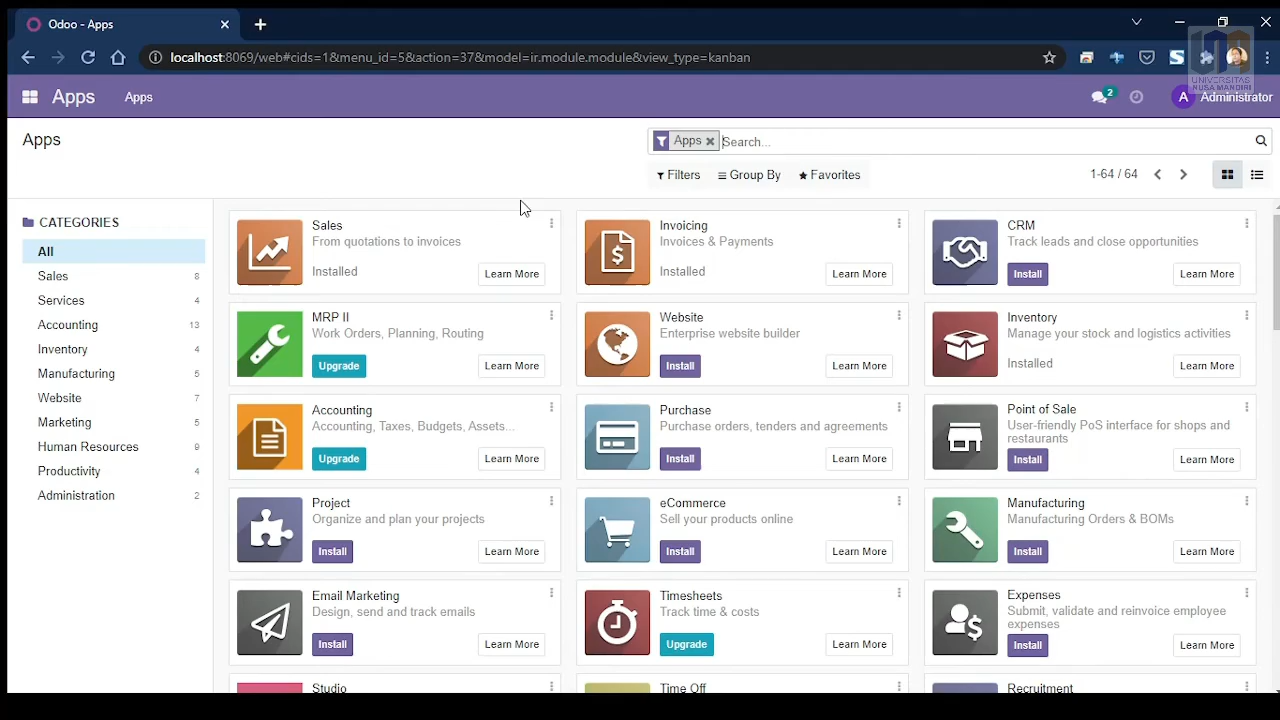 Odoo - Apps
localhost:8069/web#cids=1&menu_id=5&action=37&model=ir.module.module&view_type=kanban
UNIVERSITAS
NUSA MANDIRI
Apps
Apps
2
A
Administrator
Apps
Apps
Search...
Filters
Group By
Favorites
1-64 / 64
CATEGORIES
All
Sales 8
Services 4
Accounting 13
Inventory 4
Manufacturing 5
Website 7
Marketing 5
Human Resources 9
Productivity 4
Administration 2
Sales
From quotations to invoices
Installed
Learn More
Invoicing
Invoices & Payments
Installed
Learn More
CRM
Track leads and close opportunities
Install
Learn More
MRP II
Work Orders, Planning, Routing
Upgrade
Learn More
Website
Enterprise website builder
Install
Learn More
Inventory
Manage your stock and logistics activities
Installed
Learn More
Accounting
Accounting, Taxes, Budgets, Assets...
Upgrade
Learn More
Purchase
Purchase orders, tenders and agreements
Install
Learn More
Point of Sale
User-friendly PoS interface for shops and
restaurants
Install
Learn More
Project
Organize and plan your projects
Install
Learn More
eCommerce
Sell your products online
Install
Learn More
Manufacturing
Manufacturing Orders & BOMs
Install
Learn More
Email Marketing
Design, send and track emails
Install
Learn More
Timesheets
Track time & costs
Upgrade
Learn More
Expenses
Submit, validate and reinvoice employee
expenses
Install
Learn More
Studio
Time Off
Recruitment